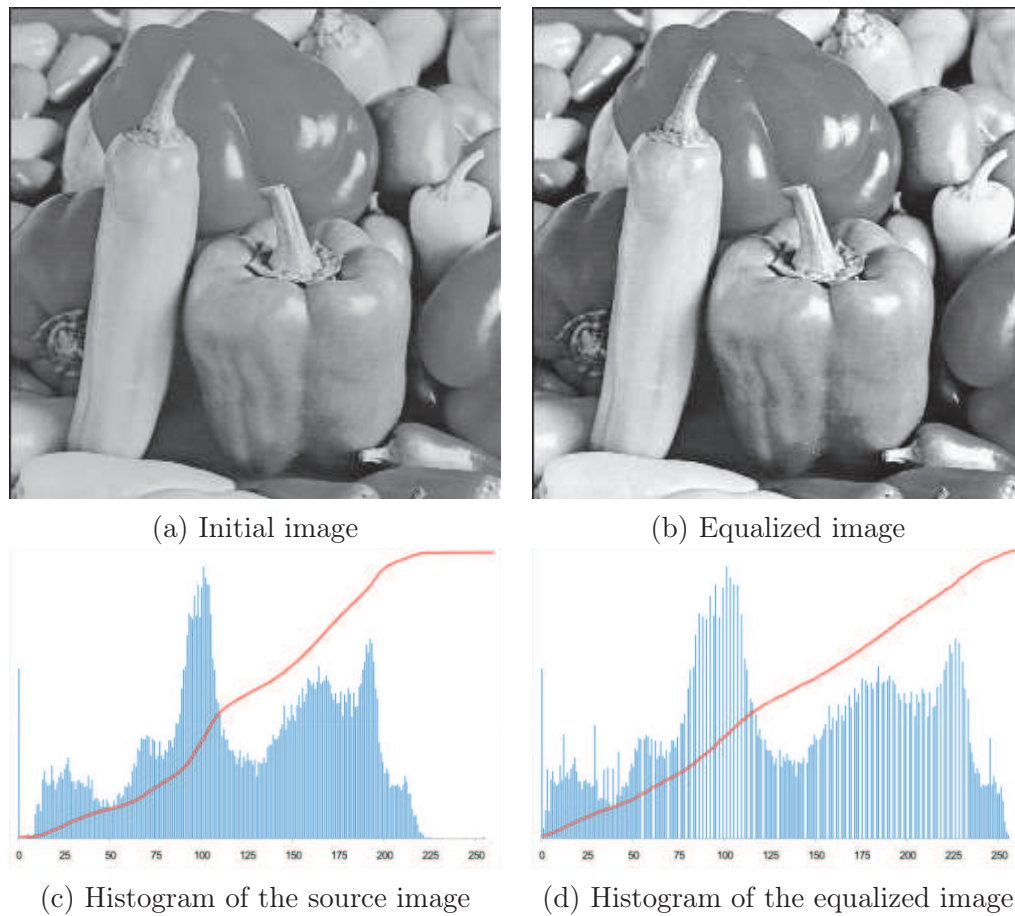 (a) Initial image
(b) Equalized image
0 25 50 75 100 125 150 175 200 225 250
0 25 50 75 100 125 150 175 200 225 250
(c) Histogram of the source image
(d) Histogram of the equalized image